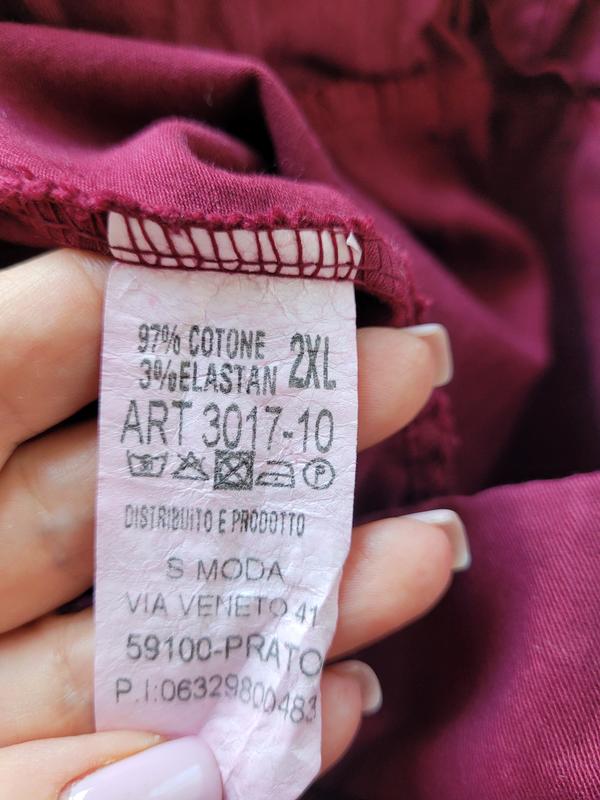 97% COTONE 2XL
3%ELASTAN
ART 3017-10
P
DISTRIBUITO E PRODOTTO
S MODA
VIA VENETO 41
59100-PRATO
P.I:06329800483